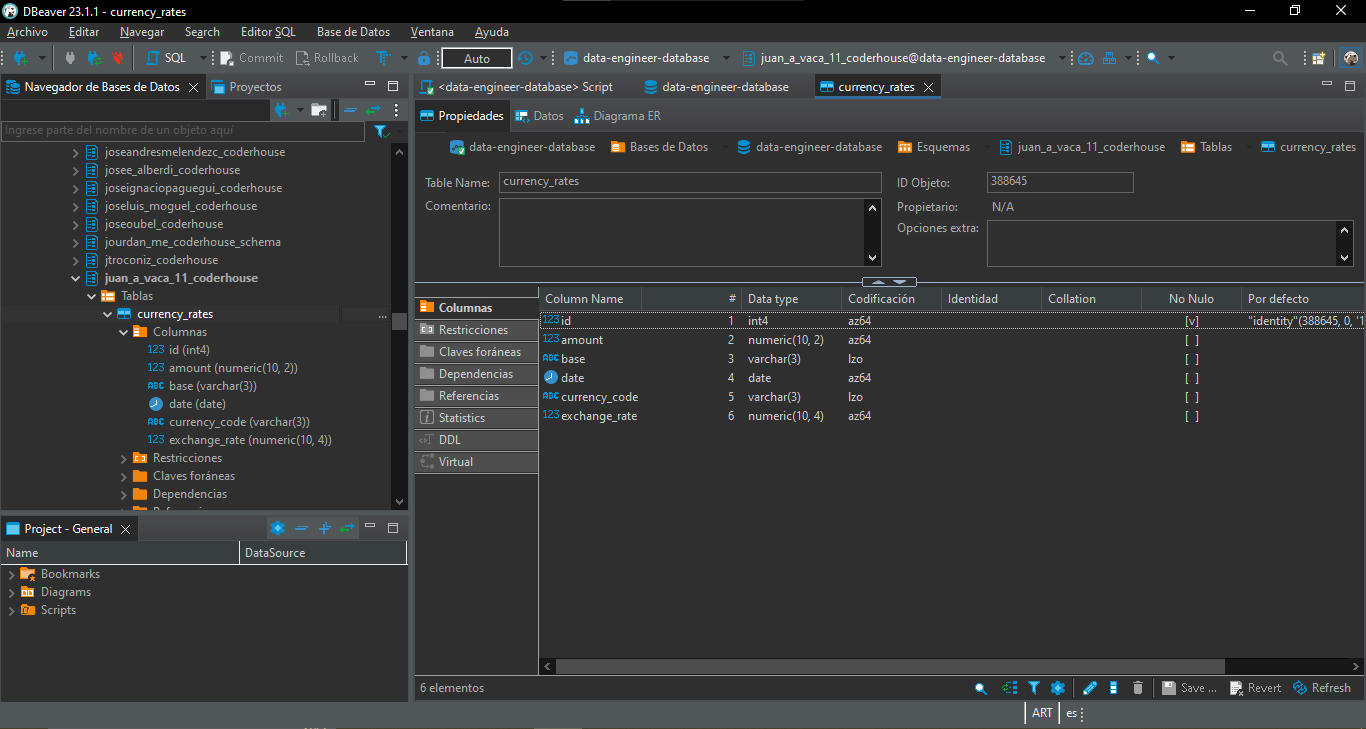 DBeaver 23.1.1 - currency_rates
Archivo Editar Navegar Search Editor SQL Base de Datos Ventana Ayuda
SQL Commit Rollback Auto data-engineer-database juan_a_vaca_11_coderhouse@data-engineer-database
Navegador de Bases de Datos Proyectos
Ingrese parte del nombre de un objeto aquí
joseandresmelendezc_coderhouse
josee_alberdi_coderhouse
joseignaciopaguegui_coderhouse
joseluis_moguel_coderhouse
joseoubel_coderhouse
jourdan_me_coderhouse_schema
jtroconiz_coderhouse
juan_a_vaca_11_coderhouse
Tablas
currency_rates ...
Columnas
123 id (int4)
123 amount (numeric(10, 2))
ABC base (varchar(3))
date (date)
ABC currency_code (varchar(3))
123 exchange_rate (numeric(10, 4))
Restricciones
Claves foráneas
Dependencias
Project - General
Name DataSource
Bookmarks
Diagrams
Scripts
<data-engineer-database> Script data-engineer-database currency_rates
Propiedades Datos Diagrama ER
data-engineer-database Bases de Datos data-engineer-database Esquemas juan_a_vaca_11_coderhouse Tablas currency_rates
Table Name: currency_rates ID Objeto: 388645
Comentario: Propietario: N/A
Opciones extra:
Columnas
Restricciones
Claves foráneas
Dependencias
Referencias
Statistics
DDL
Virtual
Column Name # Data type Codificación Identidad Collation No Nulo Por defecto
123 id 1 int4 az64 [v] "identity"(388645, 0, '1
123 amount 2 numeric(10, 2) az64 [ ]
ABC base 3 varchar(3) lzo [ ]
date 4 date az64 [ ]
ABC currency_code 5 varchar(3) lzo [ ]
123 exchange_rate 6 numeric(10, 4) az64 [ ]
6 elementos Save ... Revert Refresh
ART es